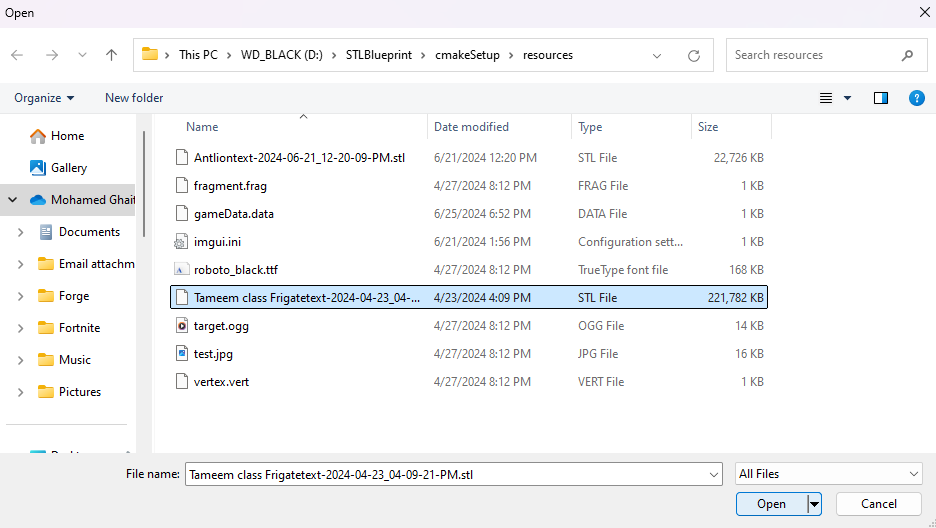 Open
This PC > WD_BLACK (D:) > STLBlueprint > cmakeSetup > resources
Search resources
Organize
New folder
?
Home
Gallery
Mohamed Ghait
Documents
Email attachm
Forge
Fortnite
Music
Pictures
Name Date modified Type Size
Antliontext-2024-06-21_12-20-09-PM.stl 6/21/2024 12:20 PM STL File 22,726 KB
fragment.frag 4/27/2024 8:12 PM FRAG File 1 KB
gameData.data 6/25/2024 6:52 PM DATA File 1 KB
imgui.ini 6/21/2024 1:56 PM Configuration sett... 1 KB
roboto_black.ttf 4/27/2024 8:12 PM TrueType font file 168 KB
Tameem class Frigatetext-2024-04-23_04-... 4/23/2024 4:09 PM STL File 221,782 KB
target.ogg 4/27/2024 8:12 PM OGG File 14 KB
test.jpg 4/27/2024 8:12 PM JPG File 16 KB
vertex.vert 4/27/2024 8:12 PM VERT File 1 KB
File name: Tameem class Frigatetext-2024-04-23_04-09-21-PM.stl
All Files
Open
Cancel